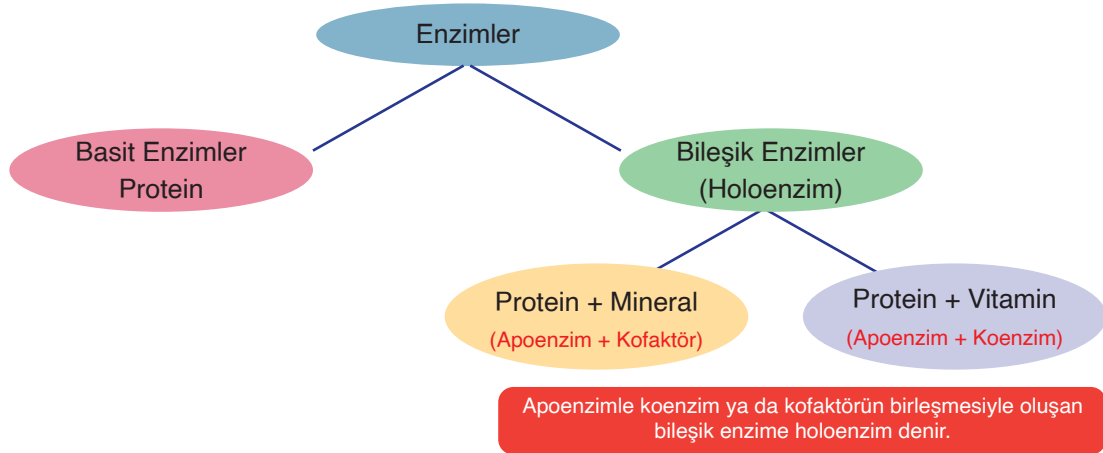 Enzimler
Basit Enzimler
Protein
Bileşik Enzimler
(Holoenzim)
Protein + Mineral
(Apoenzim + Kofaktör)
Protein + Vitamin
(Apoenzim + Koenzim)
Apoenzimle koenzim ya da kofaktörün birleşmesiyle oluşan
bileşik enzime holoenzim denir.